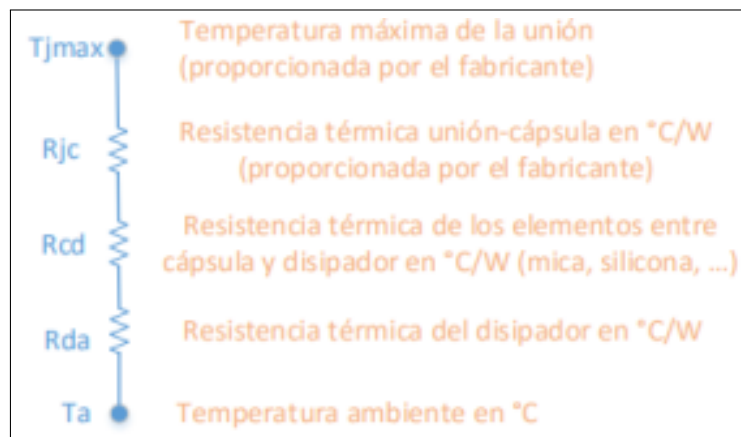 Tjmax
Temperatura máxima de la unión
(proporcionada por el fabricante)
Rjc
Resistencia térmica unión-cápsula en °C/W
(proporcionada por el fabricante)
Rcd
Resistencia térmica de los elementos entre
cápsula y disipador en °C/W (mica, silicona, ...)
Rda
Resistencia térmica del disipador en °C/W
Ta
Temperatura ambiente en °C